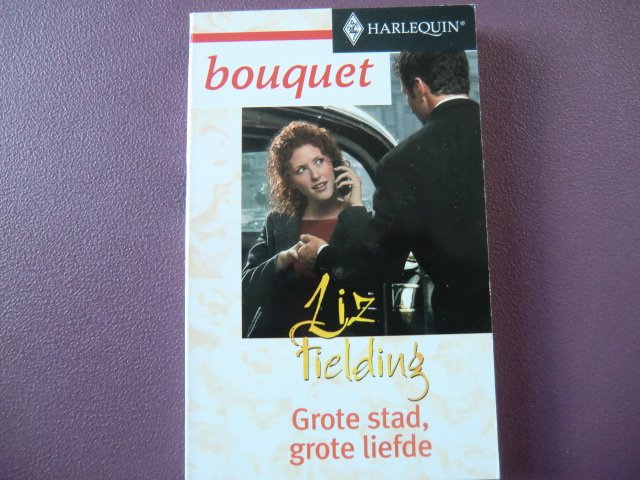 HARLEQUIN®
bouquet
Liz
Fielding
Grote stad,
grote liefde